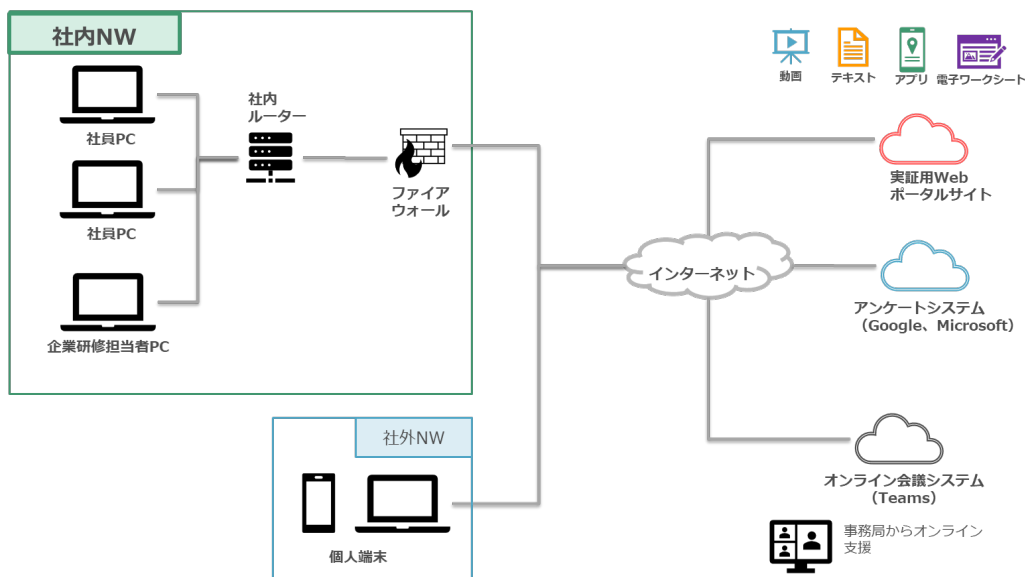 社内NW
社員PC
社員PC
企業研修担当者PC
社内
ルーター
ファイア
ウォール
社外NW
個人端末
インターネット
動画
テキスト
アプリ
電子ワークシート
実証用Web
ポータルサイト
アンケートシステム
（Google、Microsoft）
オンライン会議システム
（Teams）
事務局からオンライン
支援